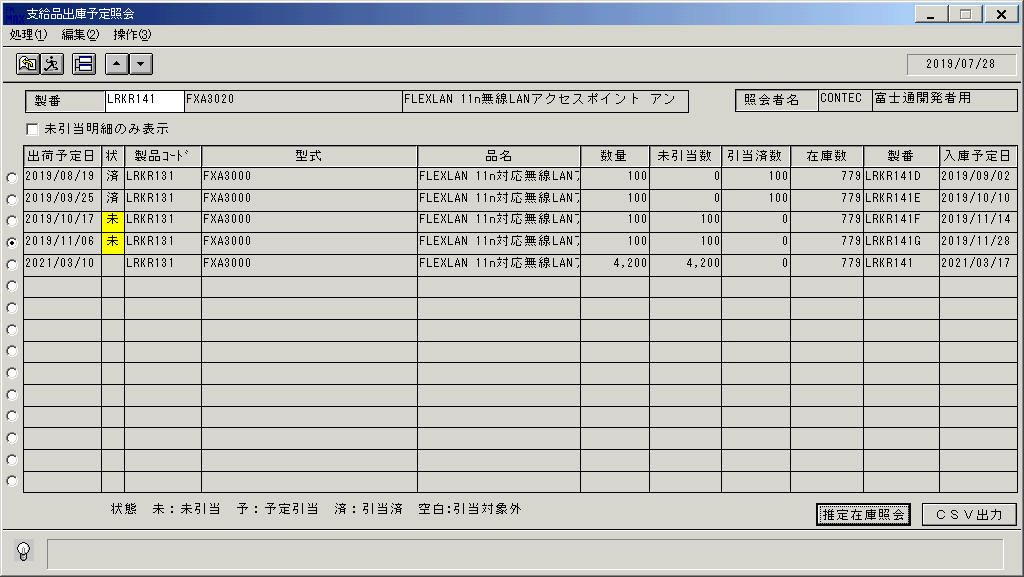 支給品出庫予定照会
処理(1) 編集(2) 操作(3)
2019/07/28
製番 LRKR141 FXA3020 FLEXLAN 11n無線LANアクセスポイント アン 照会者名 CONTEC 富士通開発者用
未引当明細のみ表示
出荷予定日 状 製品コード 型式 品名 数量 未引当数 引当済数 在庫数 製番 入庫予定日
2019/08/19 済 LRKR131 FXA3000 FLEXLAN 11n対応無線LAN 100 0 100 779 LRKR141D 2019/09/02
2019/09/25 済 LRKR131 FXA3000 FLEXLAN 11n対応無線LAN 100 0 100 779 LRKR141E 2019/10/10
2019/10/17 未 LRKR131 FXA3000 FLEXLAN 11n対応無線LAN 100 100 0 779 LRKR141F 2019/11/14
2019/11/06 未 LRKR131 FXA3000 FLEXLAN 11n対応無線LAN 100 100 0 779 LRKR141G 2019/11/28
2021/03/10 LRKR131 FXA3000 FLEXLAN 11n対応無線LAN 4,200 4,200 0 779 LRKR141 2021/03/17
状態 未:未引当 予:予定引当 済:引当済 空白:引当対象外
推定在庫照会 CSV出力